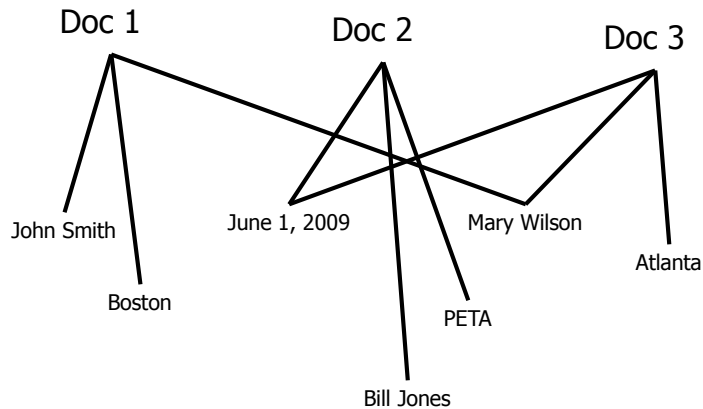 Doc 1
Doc 2
Doc 3
John Smith
June 1, 2009
Mary Wilson
Atlanta
Boston
PETA
Bill Jones